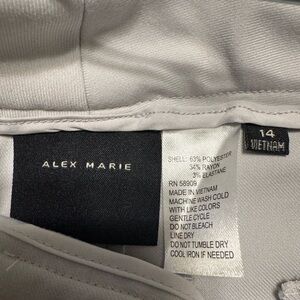 ALEX MARIE
SHELL: 63% POLYESTER
34% RAYON
3% ELASTANE
RN 58909
MADE IN VIETNAM
MACHINE WASH COLD
WITH LIKE COLORS
GENTLE CYCLE
DO NOT BLEACH
LINE DRY
DO NOT TUMBLE DRY
COOL IRON IF NEEDED
14
VIETNAM